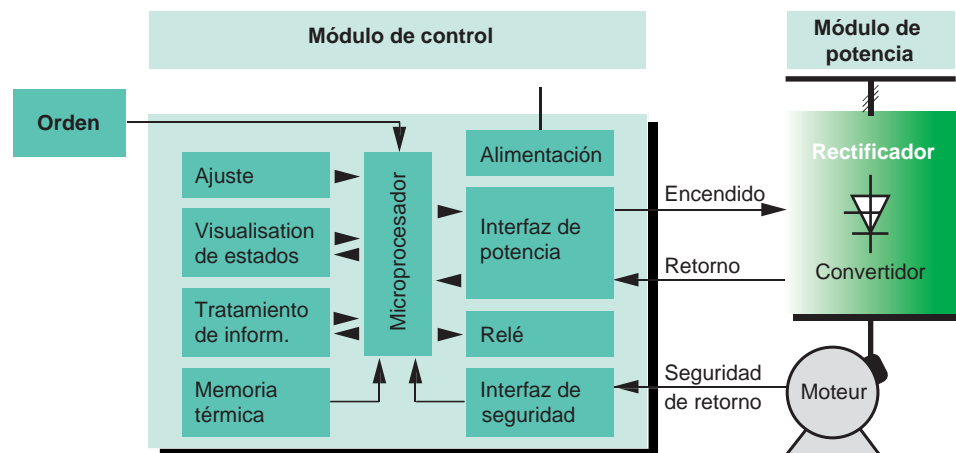 Módulo de control
Módulo de
potencia
Orden
Ajuste
Visualisation
de estados
Tratamiento
de inform.
Memoria
térmica
Microprocesador
Alimentación
Interfaz de
potencia
Relé
Interfaz de
seguridad
Encendido
Retorno
Seguridad
de retorno
Rectificador
Convertidor
Moteur